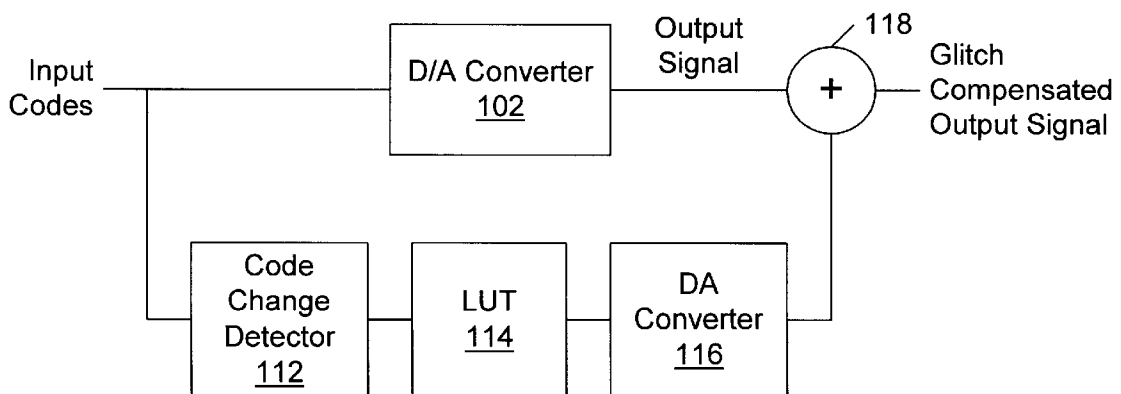 Input
Codes
D/A Converter
102
Output
Signal
118
+
Glitch
Compensated
Output Signal
Code
Change
Detector
112
LUT
114
DA
Converter
116